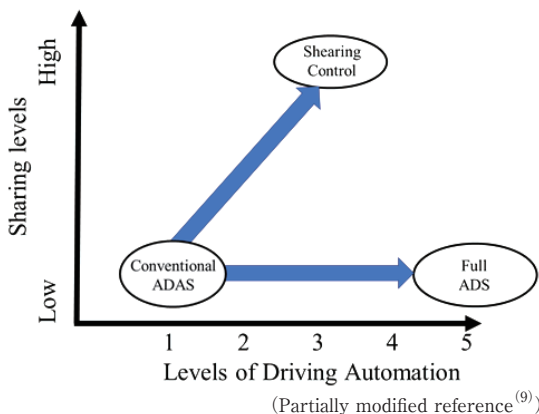 High
Shearing
Control
Sharing levels
Conventional
ADAS
Full
ADS
Low
1 2 3 4 5
Levels of Driving Automation
(Partially modified reference(9))